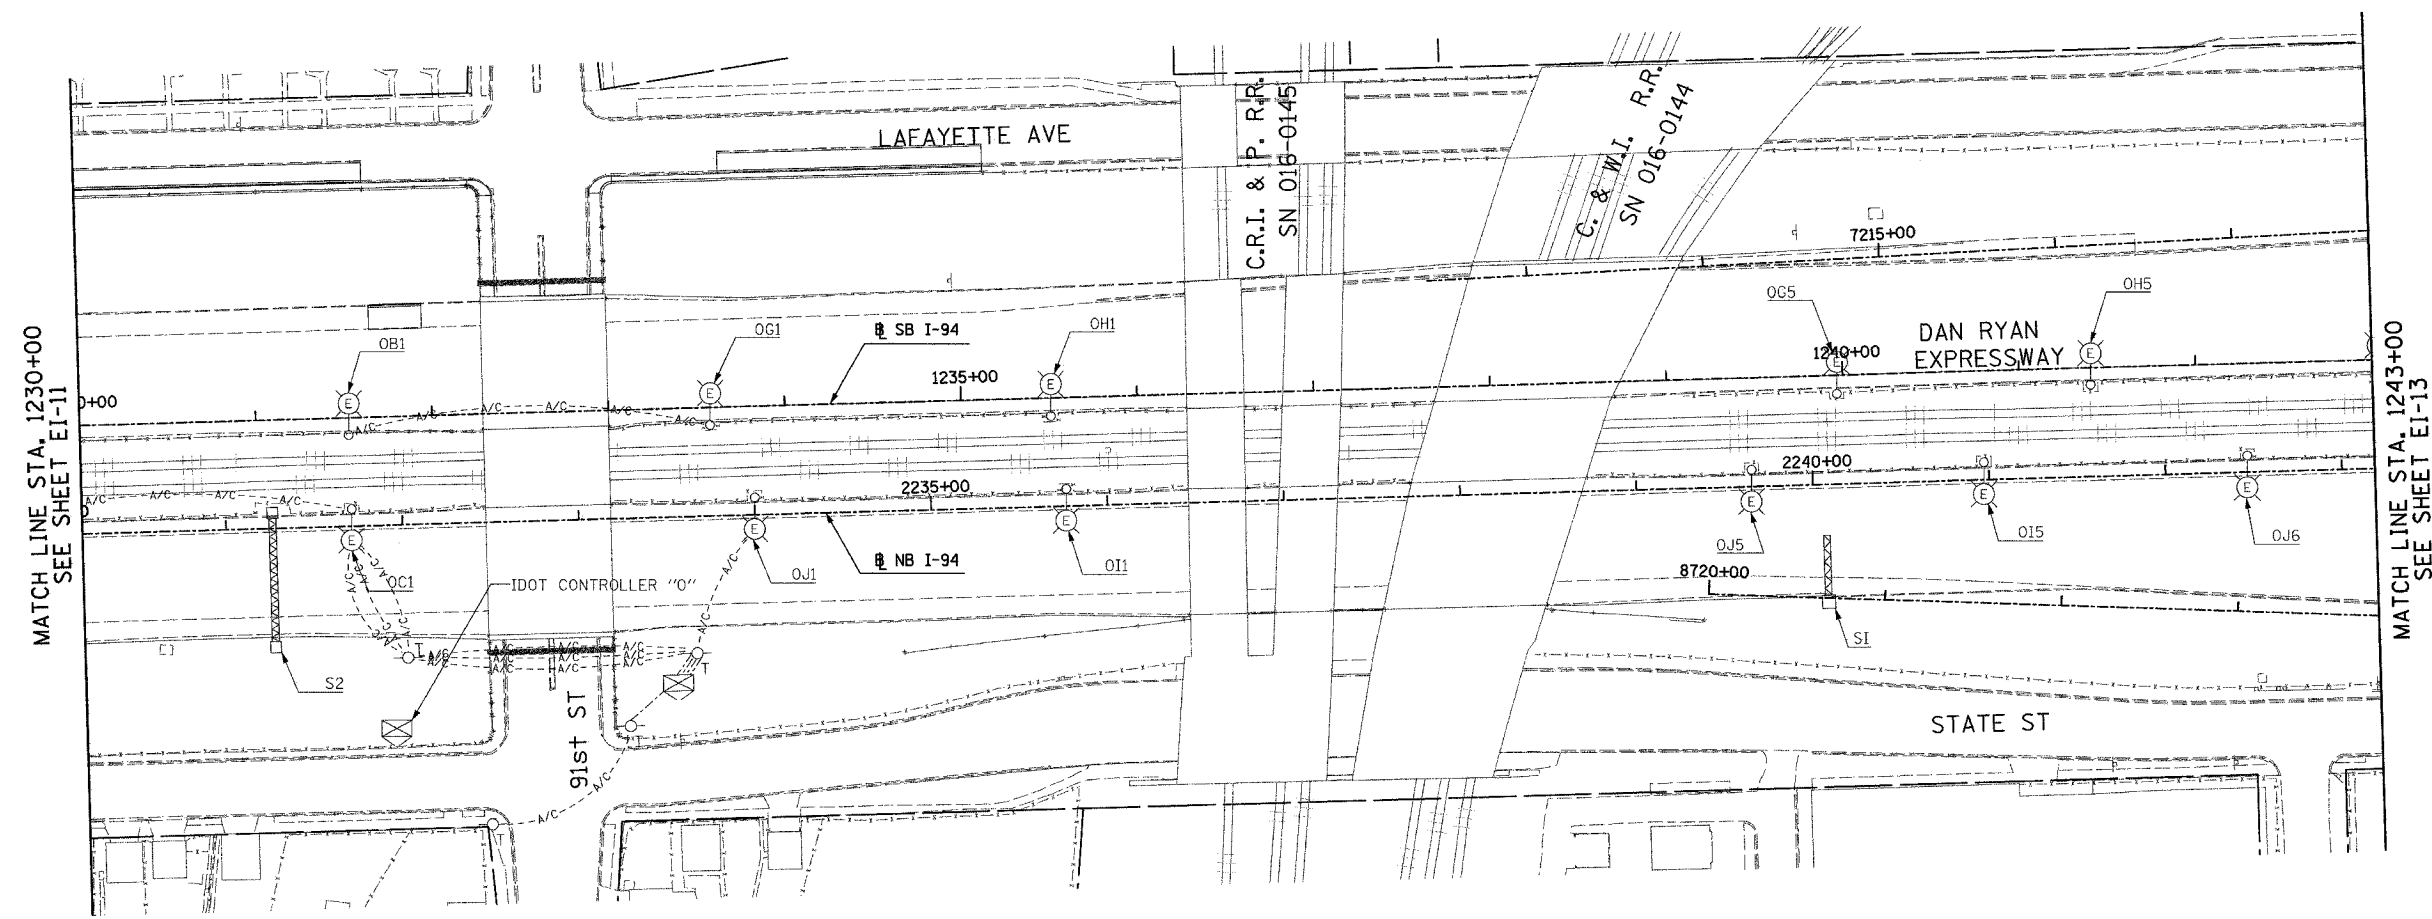 MATCH LINE STA. 1230+00
SEE SHEET EI-11
LAFAYETTE AVE
C.R.I. & P. R.R.
SN 016-0145
C. & W.I. R.R.
SN 016-0144
7215+00
OB1
OG1
℄ SB I-94
OH1
OG5
OH5
DAN RYAN
EXPRESSWAY
0+00
1235+00
1240+00
A/C
A/C
A/C
A/C
A/C
A/C
A/C
A/C
A/C
2235+00
2240+00
OC1
OJ1
℄ NB I-94
OI1
OJ5
OI5
OJ6
8720+00
IDOT CONTROLLER "O"
A/C
A/C
A/C
A/C
A/C
A/C
A/C
A/C
A/C
A/C
A/C
A/C
T
T
S2
SI
91st ST
STATE ST
A/C
A/C
T
T
MATCH LINE STA. 1243+00
SEE SHEET EI-13